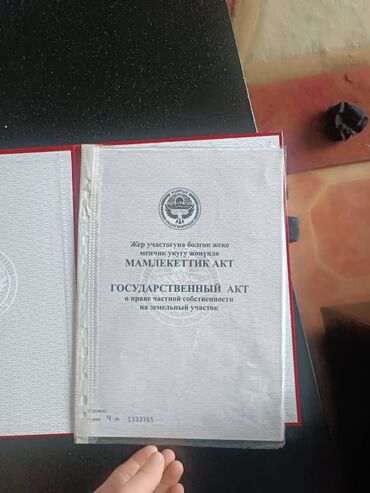 Жер участогуна болгон жеке
менчик укугу жөнүндө
МАМЛЕКЕТТИК АКТ
ГОСУДАРСТВЕННЫЙ АКТ
о праве частной собственности
на земельный участок
Ч № 1333765